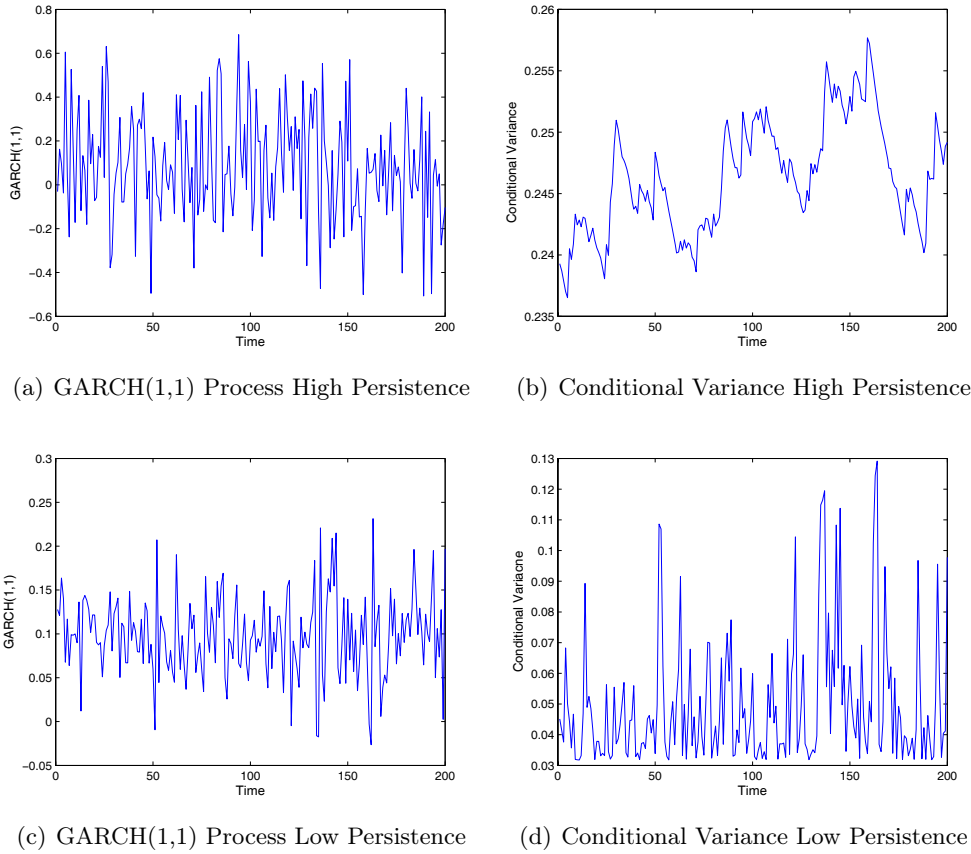 0.8
0.6
0.4
0.2
0
−0.2
−0.4
−0.6
GARCH(1,1)
0 50 100 150 200
Time
(a) GARCH(1,1) Process High Persistence
0.26
0.255
0.25
0.245
0.24
0.235
Conditional Variance
0 50 100 150 200
Time
(b) Conditional Variance High Persistence
0.3
0.25
0.2
0.15
0.1
0.05
0
−0.05
GARCH(1,1)
0 50 100 150 200
Time
(c) GARCH(1,1) Process Low Persistence
0.13
0.12
0.11
0.1
0.09
0.08
0.07
0.06
0.05
0.04
0.03
Conditional Variacne
0 50 100 150 200
Time
(d) Conditional Variance Low Persistence